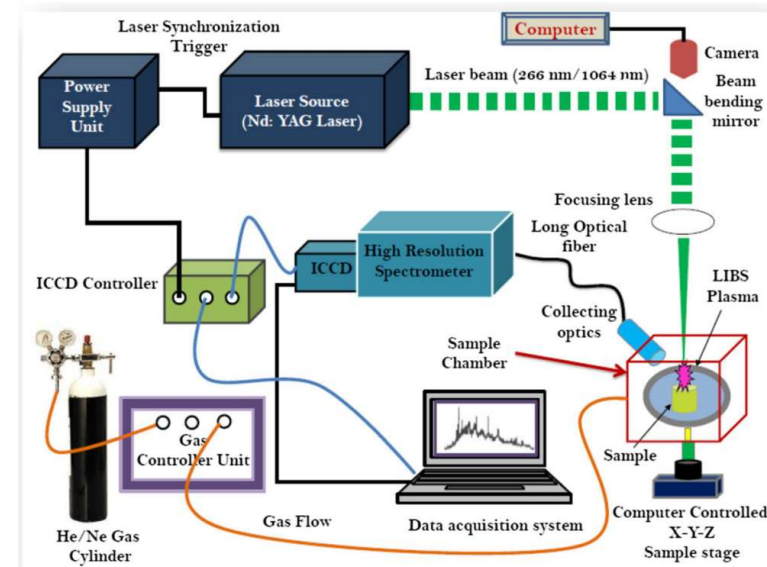 Laser Synchronization
Trigger
Computer
Camera
Power
Supply
Unit
Laser Source
(Nd: YAG Laser)
Laser beam (266 nm/1064 nm)
Beam
bending
mirror
Focusing lens
Long Optical
fiber
ICCD
High Resolution
Spectrometer
ICCD Controller
LIBS
Plasma
Collecting
optics
Sample
Chamber
Gas
Controller Unit
Sample
He/Ne Gas
Cylinder
Gas Flow
Data acquisition system
Computer Controlled
X-Y-Z
Sample stage